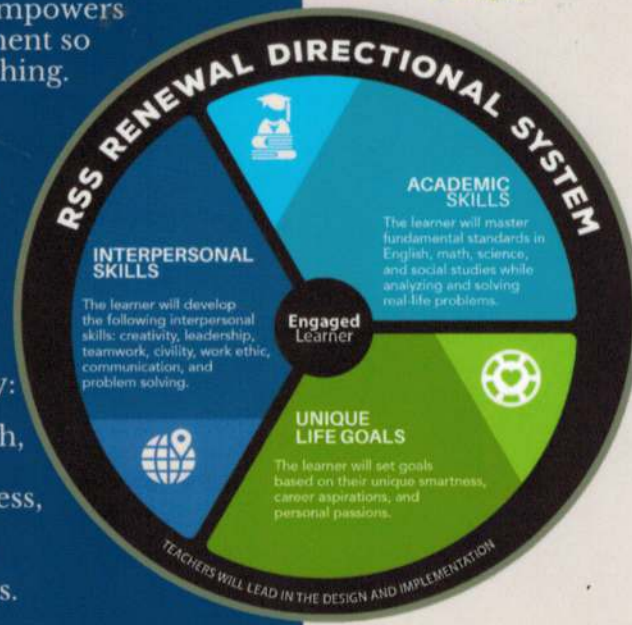 mpowers
ment so
hing.
RSS RENEWAL DIRECTIONAL SYSTEM
ACADEMIC
SKILLS
The learner will master
fundamental standards in
English, math, science,
and social studies while
analyzing and solving
real-life problems.
INTERPERSONAL
SKILLS
The learner will develop
the following interpersonal
skills: creativity, leadership,
teamwork, civility, work ethic,
communication, and
problem solving.
Engaged
Learner
UNIQUE
LIFE GOALS
The learner will set goals
based on their unique smartness,
career aspirations, and
personal passions.
y:
h,
ess,
s.
TEACHERS WILL LEAD IN THE DESIGN AND IMPLEMENTATION